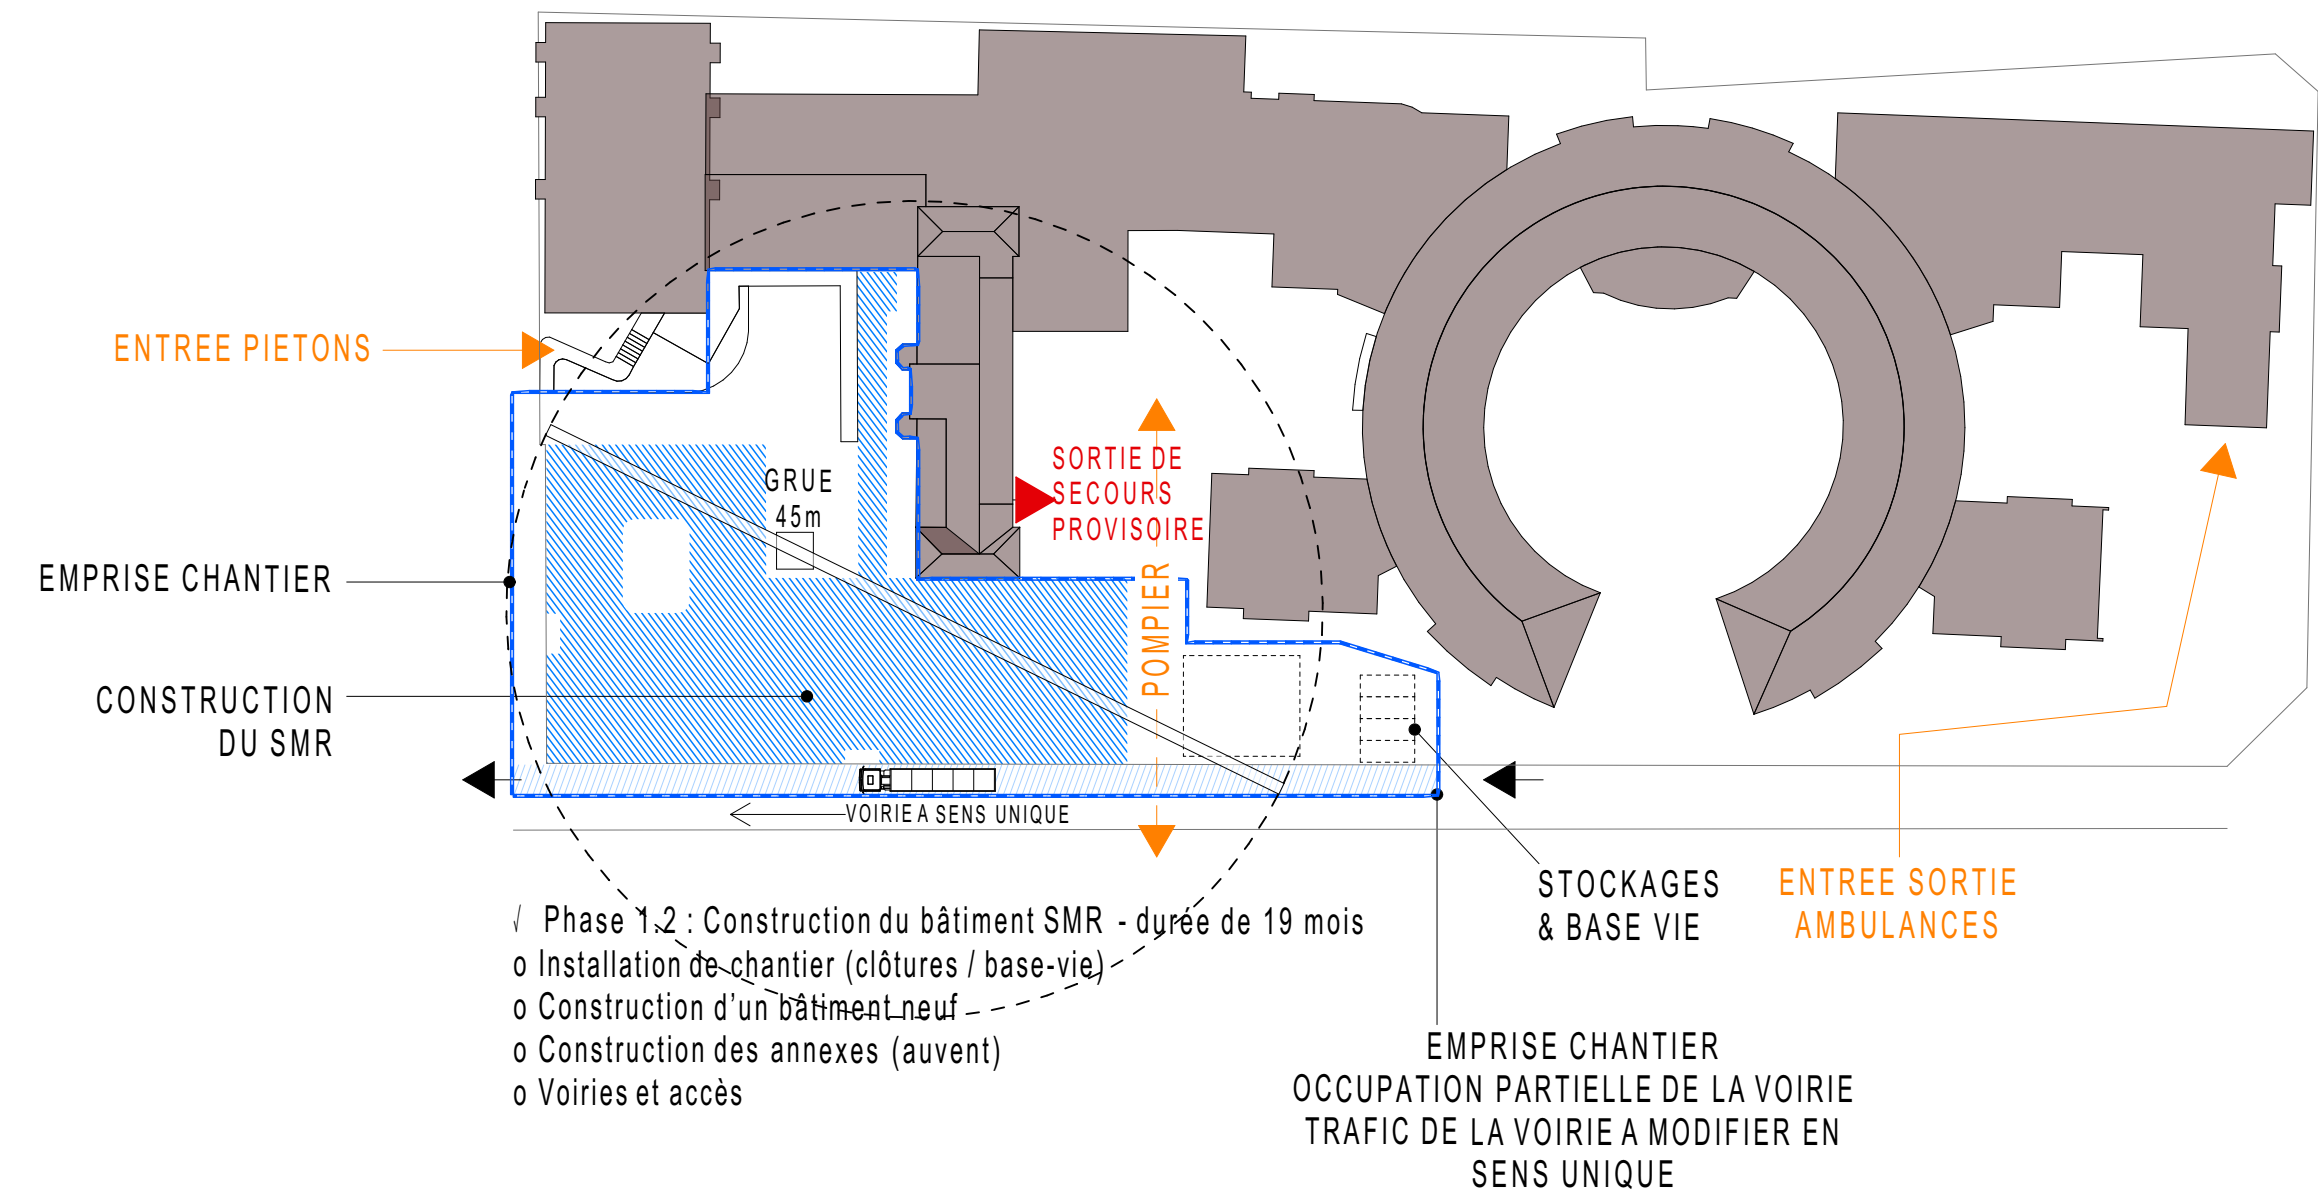 ENTREE PIETONS
GRUE
45m
SORTIE DE
SECOURS
PROVISOIRE
POMPIER
EMPRISE CHANTIER
CONSTRUCTION
DU SMR
VOIRIE A SENS UNIQUE
STOCKAGES
& BASE VIE
ENTREE SORTIE
AMBULANCES
√ Phase 1.2 : Construction du bâtiment SMR - durée de 19 mois
o Installation de chantier (clôtures / base-vie)
o Construction d'un bâtiment neuf
o Construction des annexes (auvent)
o Voiries et accès
EMPRISE CHANTIER
OCCUPATION PARTIELLE DE LA VOIRIE
TRAFIC DE LA VOIRIE A MODIFIER EN
SENS UNIQUE